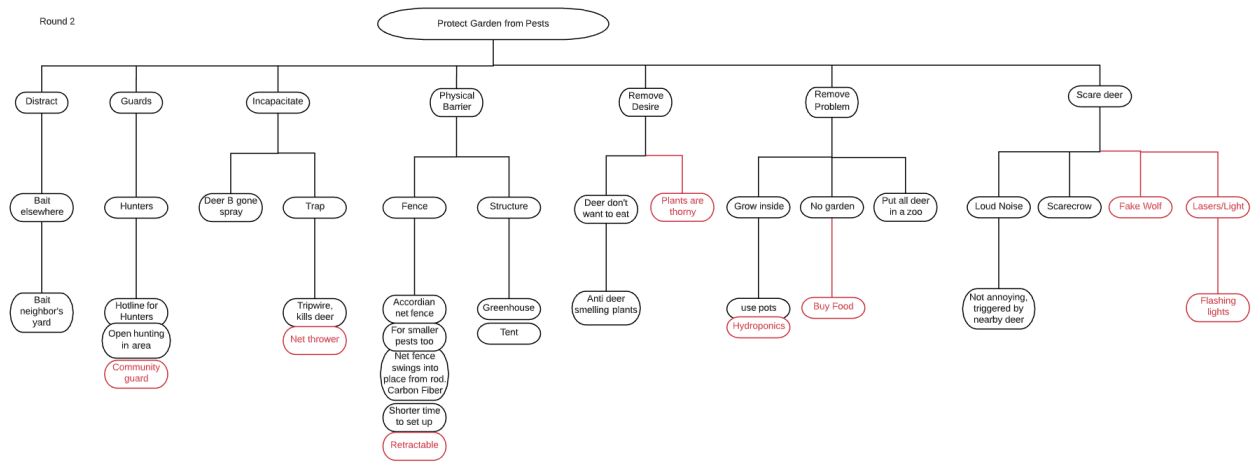 Round 2
Protect Garden from Pests
Distract
Guards
Incapacitate
Physical
Barrier
Remove
Desire
Remove
Problem
Scare deer
Bait
elsewhere
Hunters
Deer B gone
spray
Trap
Fence
Structure
Deer don't
want to eat
Plants are
thorny
Grow inside
No garden
Put all deer
in a zoo
Loud Noise
Scarecrow
Fake Wolf
Lasers/Light
Bait
neighbor's
yard
Hotline for
Hunters
Open hunting
in area
Community
guard
Tripwire,
kills deer
Net thrower
Accordian
net fence
For smaller
pests too
Net fence
swings into
place from rod.
Carbon Fiber
Shorter time
to set up
Retractable
Greenhouse
Tent
Anti deer
smelling plants
use pots
Hydroponics
Buy Food
Not annoying,
triggered by
nearby deer
Flashing
lights